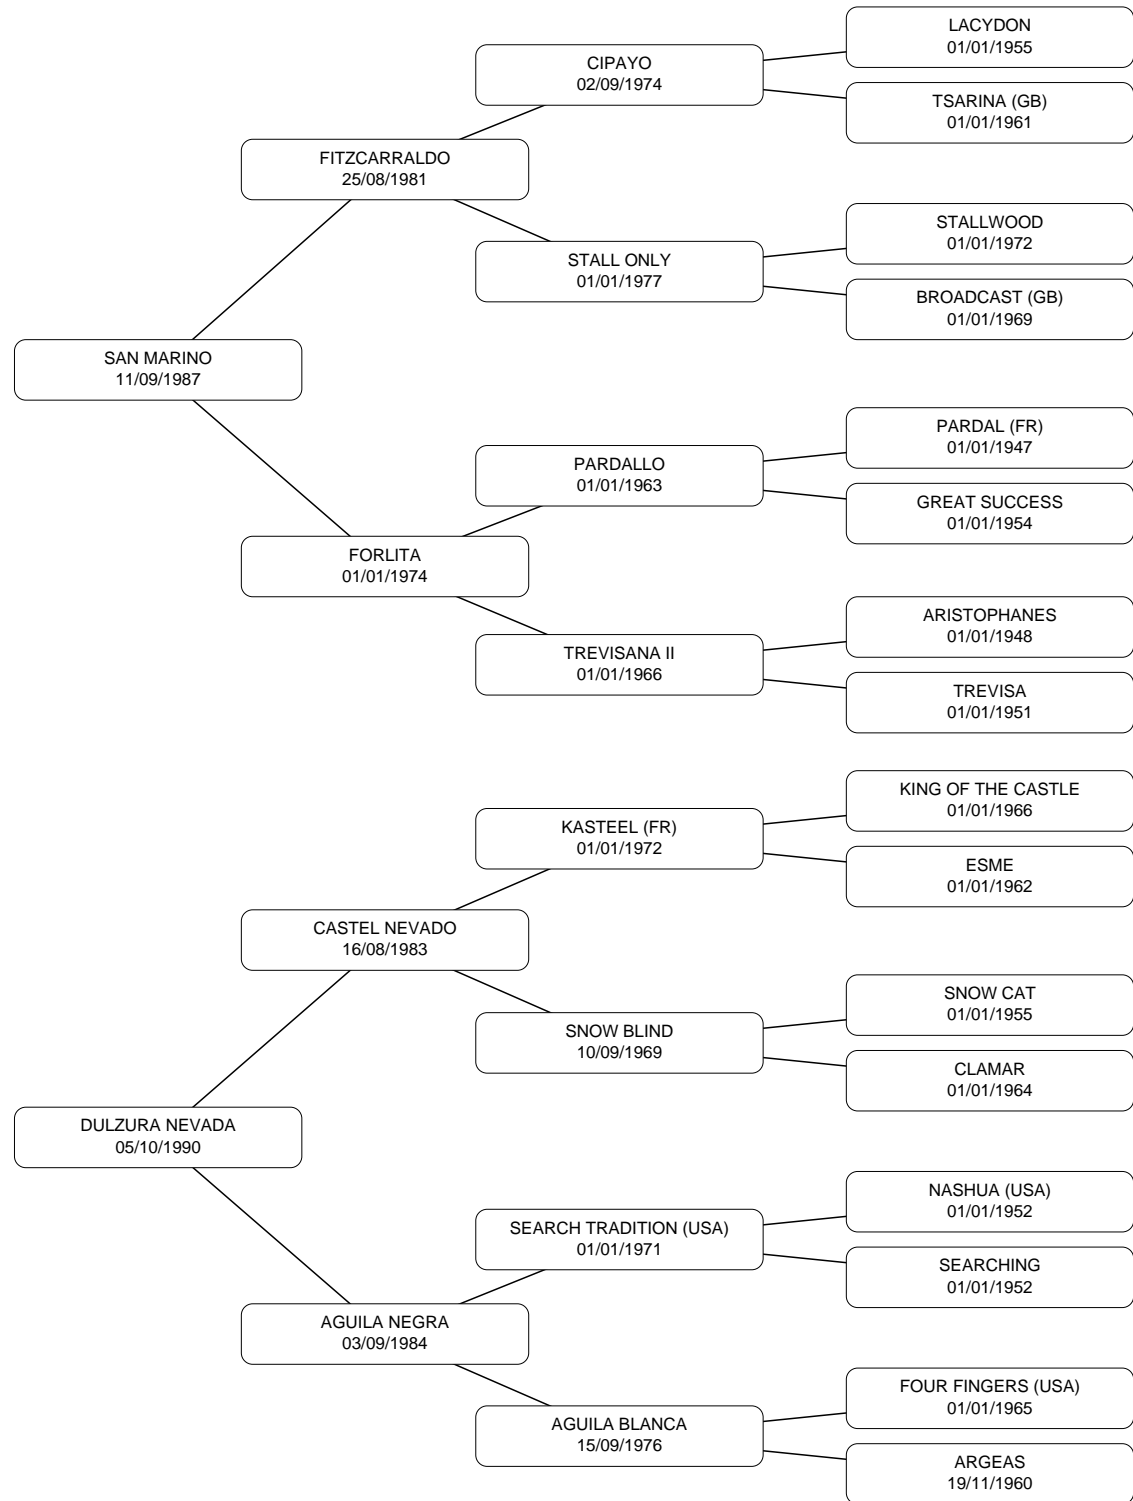 LACYDON
01/01/1955
CIPAYO
02/09/1974
TSARINA (GB)
01/01/1961
FITZCARRALDO
25/08/1981
STALLWOOD
01/01/1972
STALL ONLY
01/01/1977
BROADCAST (GB)
01/01/1969
SAN MARINO
11/09/1987
PARDAL (FR)
01/01/1947
PARDALLO
01/01/1963
GREAT SUCCESS
01/01/1954
FORLITA
01/01/1974
ARISTOPHANES
01/01/1948
TREVISANA II
01/01/1966
TREVISA
01/01/1951
KING OF THE CASTLE
01/01/1966
KASTEEL (FR)
01/01/1972
ESME
01/01/1962
CASTEL NEVADO
16/08/1983
SNOW CAT
01/01/1955
SNOW BLIND
10/09/1969
CLAMAR
01/01/1964
DULZURA NEVADA
05/10/1990
NASHUA (USA)
01/01/1952
SEARCH TRADITION (USA)
01/01/1971
SEARCHING
01/01/1952
AGUILA NEGRA
03/09/1984
FOUR FINGERS (USA)
01/01/1965
AGUILA BLANCA
15/09/1976
ARGEAS
19/11/1960